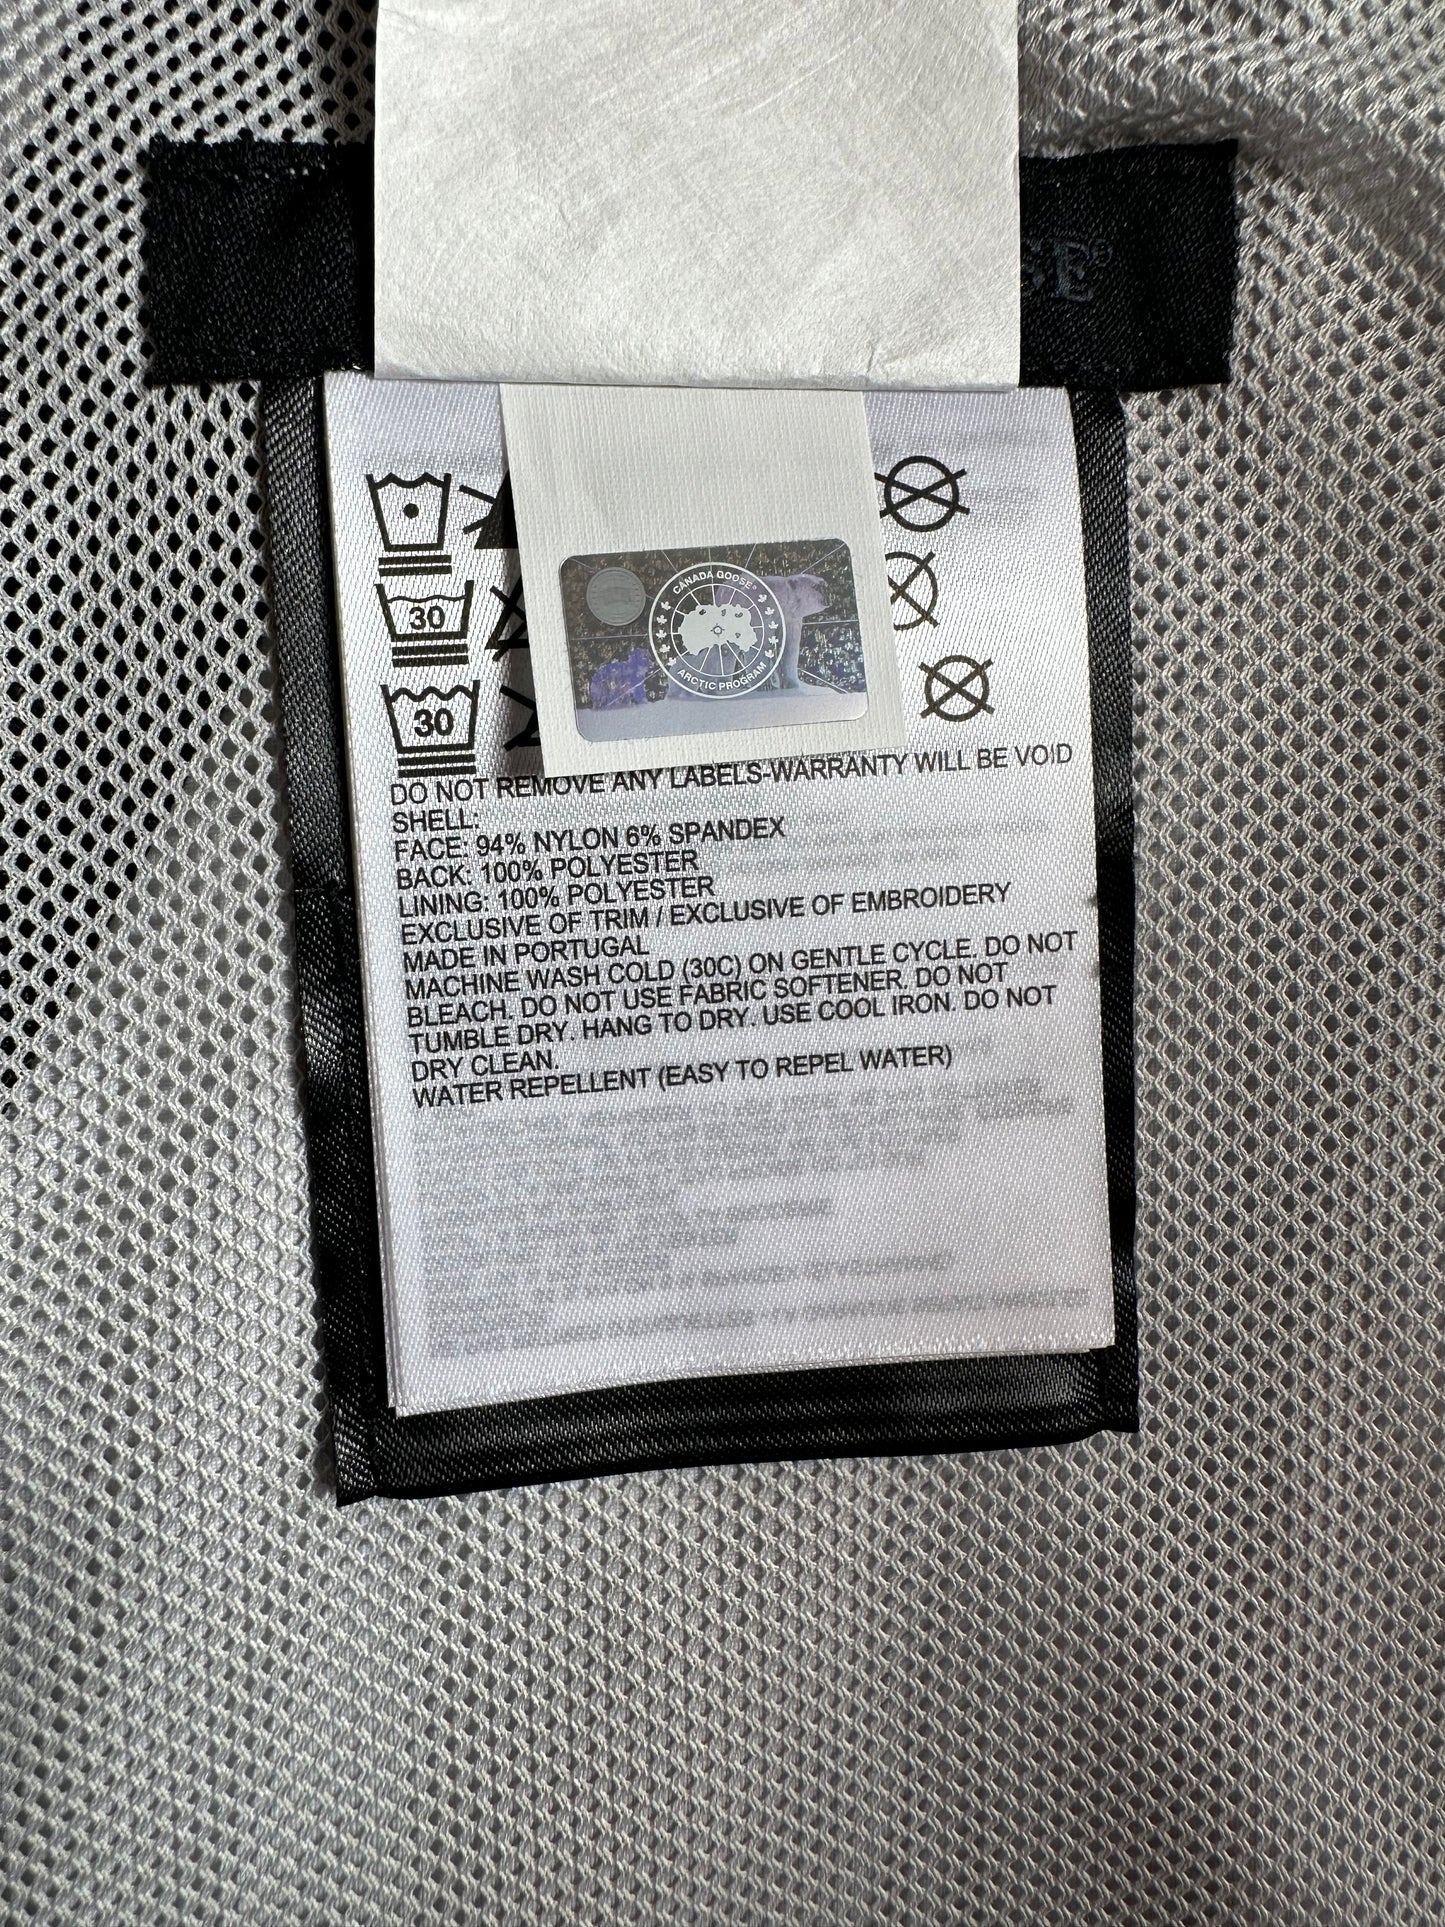 SE®
30
CANADA GOOSE®
ARCTIC PROGRAM
30
DO NOT REMOVE ANY LABELS-WARRANTY WILL BE VOID
SHELL:
FACE: 94% NYLON 6% SPANDEX
BACK: 100% POLYESTER
LINING: 100% POLYESTER
EXCLUSIVE OF TRIM / EXCLUSIVE OF EMBROIDERY
MADE IN PORTUGAL
MACHINE WASH COLD (30C) ON GENTLE CYCLE. DO NOT
BLEACH. DO NOT USE FABRIC SOFTENER. DO NOT
TUMBLE DRY. HANG TO DRY. USE COOL IRON. DO NOT
DRY CLEAN.
WATER REPELLENT (EASY TO REPEL WATER)